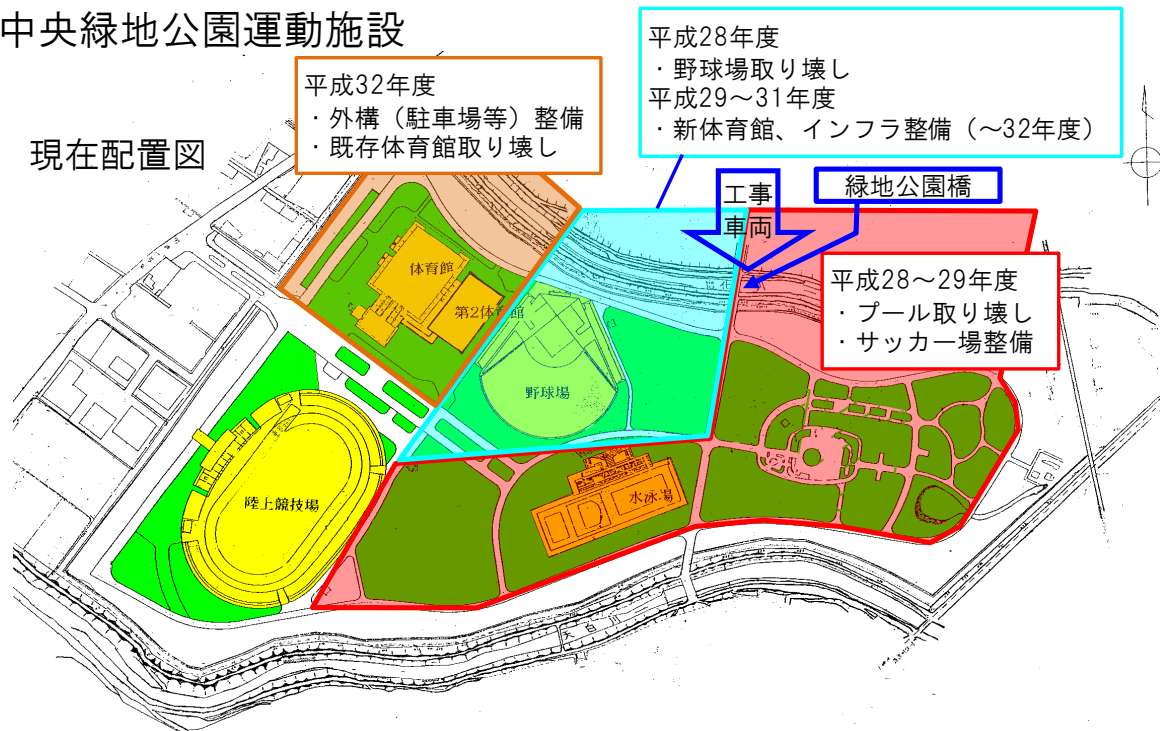 中央緑地公園運動施設
現在配置図
平成32年度
・外構（駐車場等）整備
・既存体育館取り壊し
平成28年度
・野球場取り壊し
平成29～31年度
・新体育館、インフラ整備（～32年度）
工事
車両
緑地公園橋
平成28～29年度
・プール取り壊し
・サッカー場整備
体育館
第2体育館
野球場
水泳場
陸上競技場